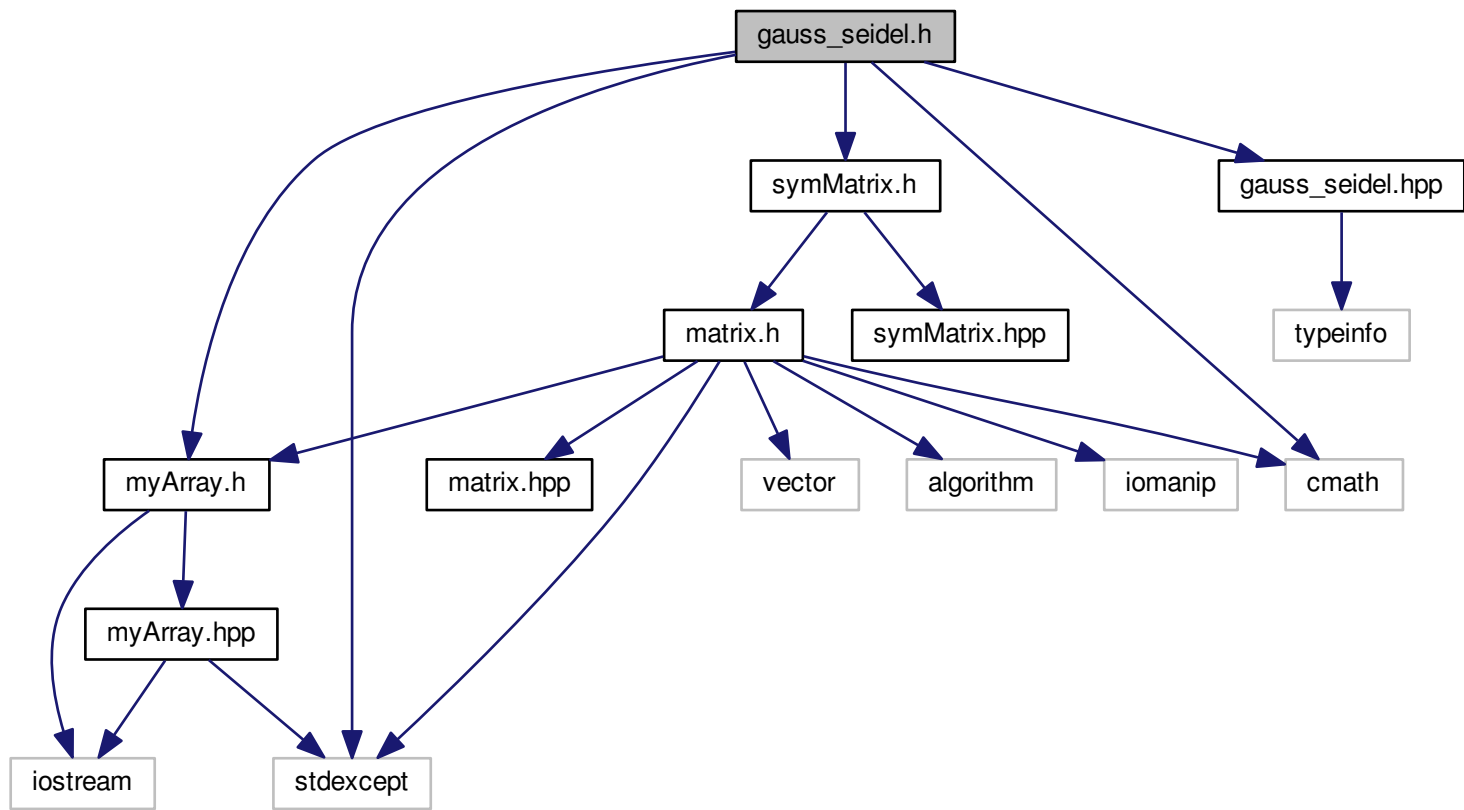 gauss_seidel.h
symMatrix.h
gauss_seidel.hpp
matrix.h
symMatrix.hpp
typeinfo
myArray.h
matrix.hpp
vector
algorithm
iomanip
cmath
myArray.hpp
iostream
stdexcept